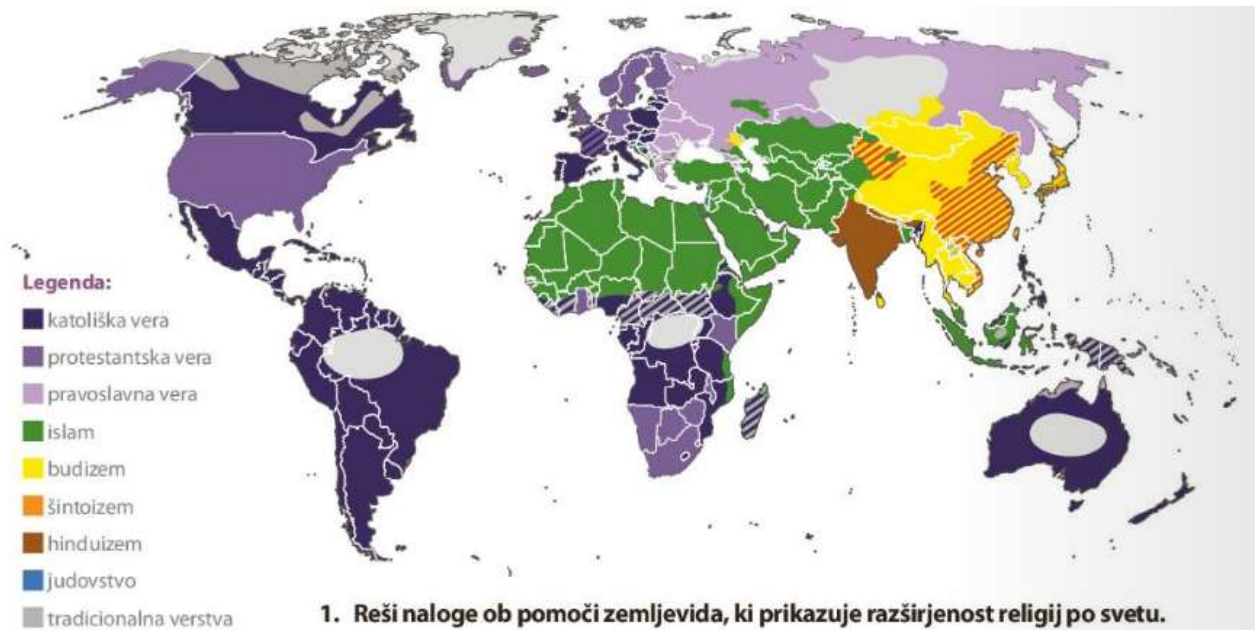 Legenda:
katoliška vera
protestantska vera
pravoslavna vera
islam
budizem
šintoizem
hinduizem
judovstvo
tradicionalna verstva
1. Reši naloge ob pomoči zemljevida, ki prikazuje razširjenost religij po svetu.